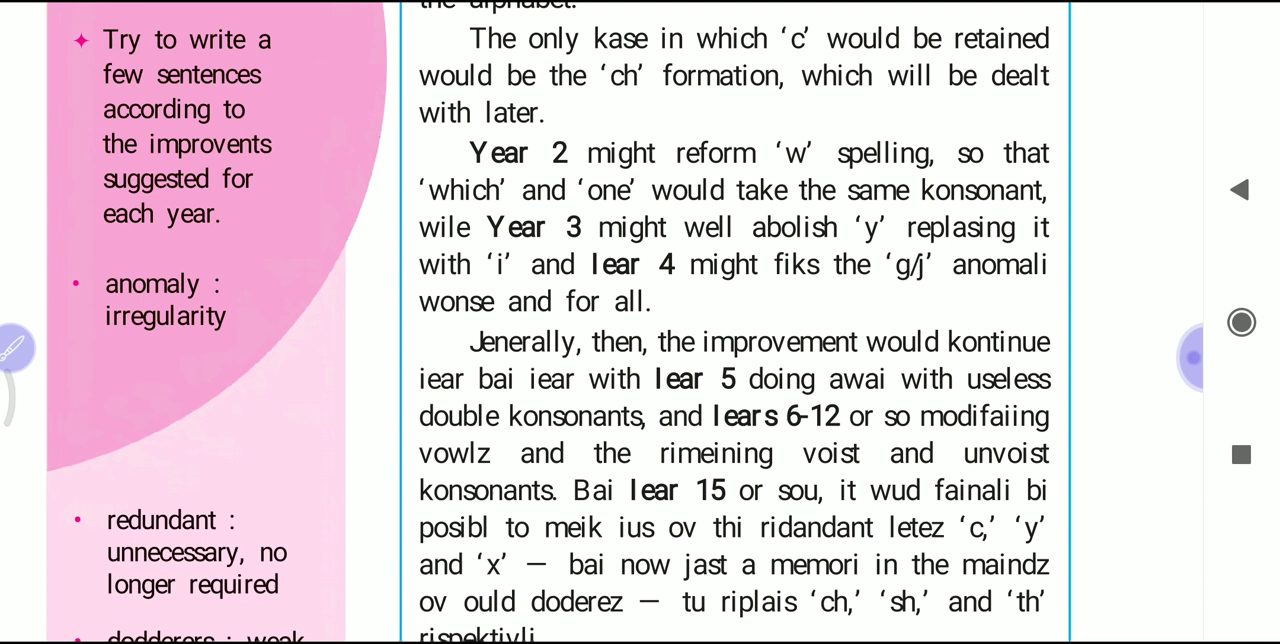 ✦ Try to write a
few sentences
according to
the improvents
suggested for
each year.
• anomaly :
irregularity
• redundant :
unnecessary, no
longer required
• dodderers : weak
the alphabet.
The only kase in which ‘c’ would be retained
would be the ‘ch’ formation, which will be dealt
with later.
Year 2 might reform ‘w’ spelling, so that
‘which’ and ‘one’ would take the same konsonant,
wile Year 3 might well abolish ‘y’ replasing it
with ‘i’ and Iear 4 might fiks the ‘g/j’ anomali
wonse and for all.
Jenerally, then, the improvement would kontinue
iear bai iear with Iear 5 doing awai with useless
double konsonants, and Iears 6-12 or so modifaiing
vowlz and the rimeining voist and unvoist
konsonants. Bai Iear 15 or sou, it wud fainali bi
posibl to meik ius ov thi ridandant letez ‘c,’ ‘y’
and ‘x’ — bai now jast a memori in the maindz
ov ould doderez — tu riplais ‘ch,’ ‘sh,’ and ‘th’
rispektivli.